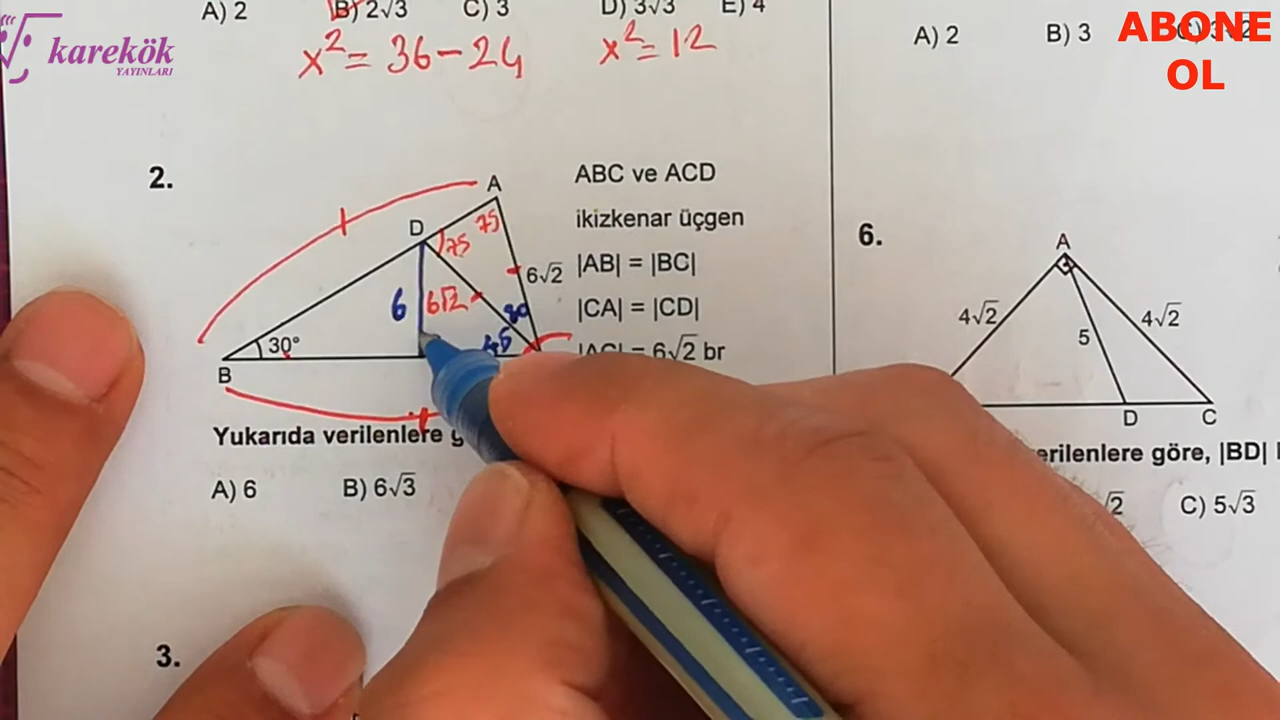 A) 2 B) 2√3 C) 3 D) 3√3 E) 4
x² = 36 - 24 x² = 12
karekök
YAYINLARI
ABONE
OL
A) 2 B) 3
2.
A
D
B
75
75
6√2
6
6√2
45
30°
ABC ve ACD
ikizkenar üçgen
|AB| = |BC|
|CA| = |CD|
|AC| = 6√2 br
Yukarıda verilenlere
A) 6 B) 6√3
3.
6.
A
4√2
4√2
5
D
C
verilenlere göre, |BD|
√2 C) 5√3